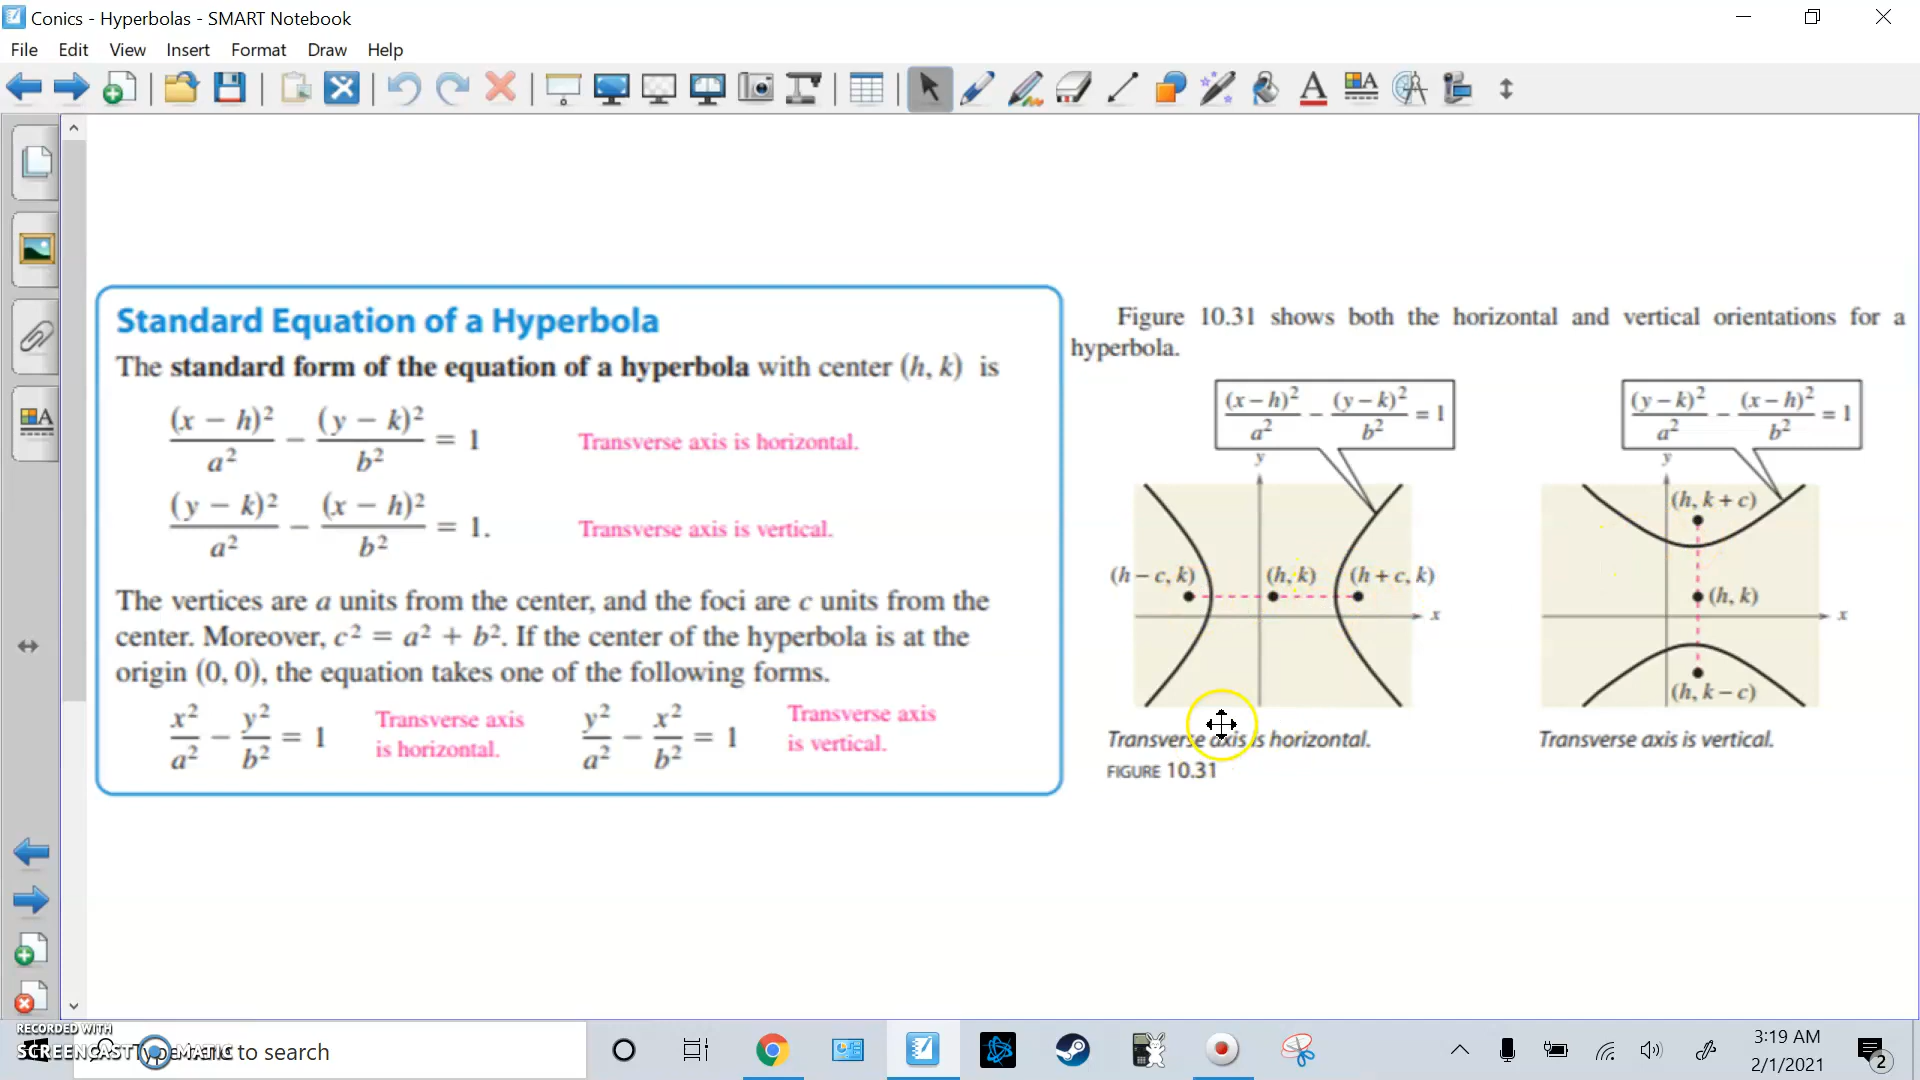 Conics - Hyperbolas - SMART Notebook
File Edit View Insert Format Draw Help
Standard Equation of a Hyperbola
The standard form of the equation of a hyperbola with center (h, k) is
(x − h)²/a² − (y − k)²/b² = 1 Transverse axis is horizontal.
(y − k)²/a² − (x − h)²/b² = 1. Transverse axis is vertical.
The vertices are a units from the center, and the foci are c units from the
center. Moreover, c² = a² + b². If the center of the hyperbola is at the
origin (0, 0), the equation takes one of the following forms.
x²/a² − y²/b² = 1 Transverse axis
is horizontal.
y²/a² − x²/b² = 1 Transverse axis
is vertical.
Figure 10.31 shows both the horizontal and vertical orientations for a
hyperbola.
(x − h)²/a² − (y − k)²/b² = 1
y
(h − c, k) (h, k) (h + c, k)
x
Transverse axis is horizontal.
FIGURE 10.31
(y − k)²/a² − (x − h)²/b² = 1
y
(h, k + c)
(h, k)
x
(h, k − c)
Transverse axis is vertical.
RECORDED WITH
SCREENCAST MATIC
Type here to search
3:19 AM
2/1/2021
2